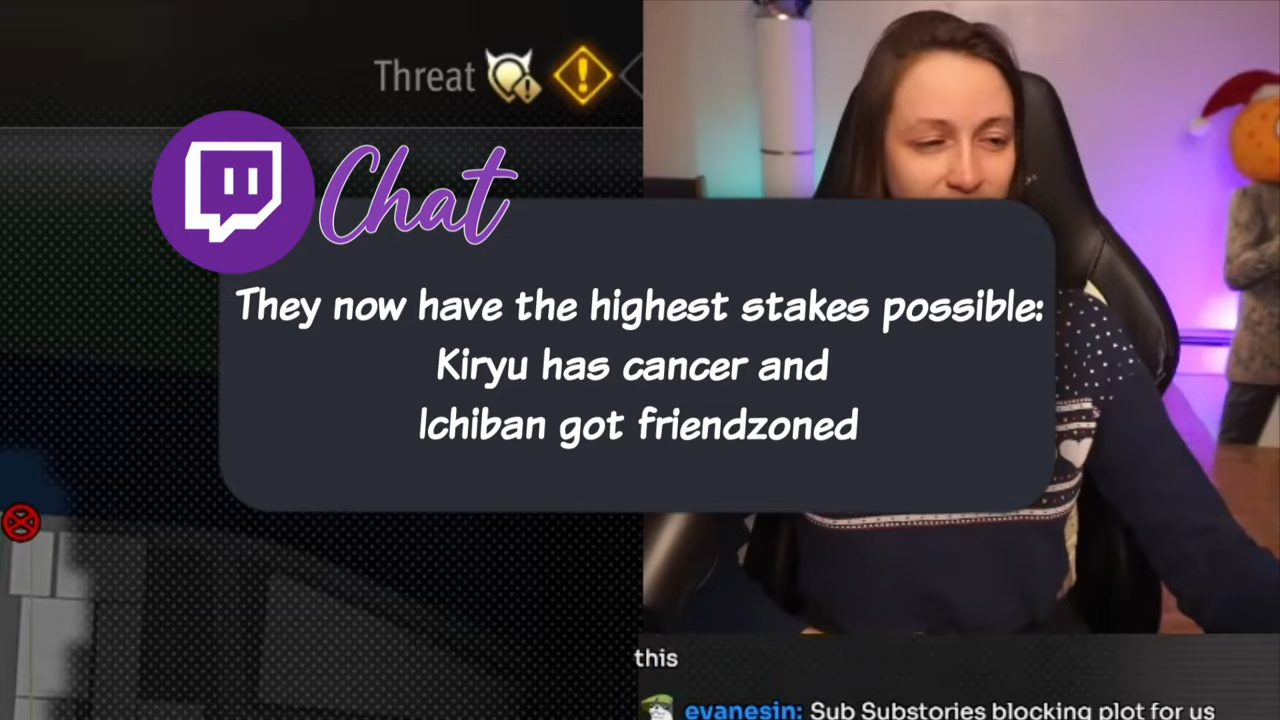 Threat
Chat
They now have the highest stakes possible:
Kiryu has cancer and
Ichiban got friendzoned
this
evanesin: Sub Substories blocking plot for us